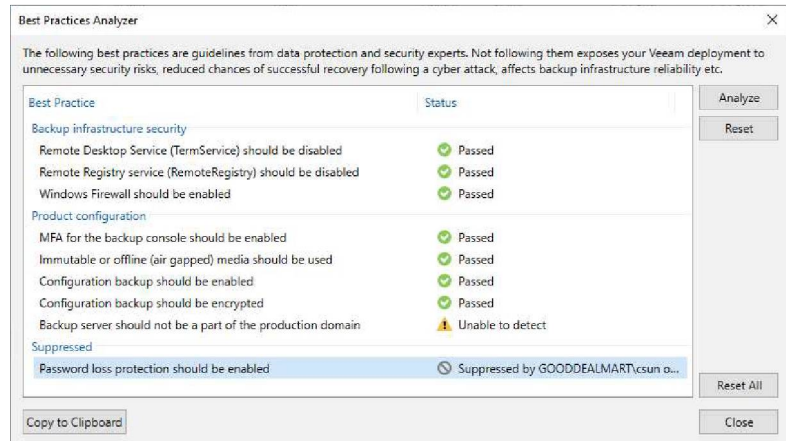 Best Practices Analyzer
The following best practices are guidelines from data protection and security experts. Not following them exposes your Veeam deployment to
unnecessary security risks, reduced chances of successful recovery following a cyber attack, affects backup infrastructure reliability etc.
Best Practice Status
Analyze
Backup infrastructure security
Reset
Remote Desktop Service (TermService) should be disabled Passed
Remote Registry service (RemoteRegistry) should be disabled Passed
Windows Firewall should be enabled Passed
Product configuration
MFA for the backup console should be enabled Passed
Immutable or offline (air gapped) media should be used Passed
Configuration backup should be enabled Passed
Configuration backup should be encrypted Passed
Backup server should not be a part of the production domain Unable to detect
Suppressed
Password loss protection should be enabled Suppressed by GOODDEALMART\csun o...
Reset All
Copy to Clipboard
Close